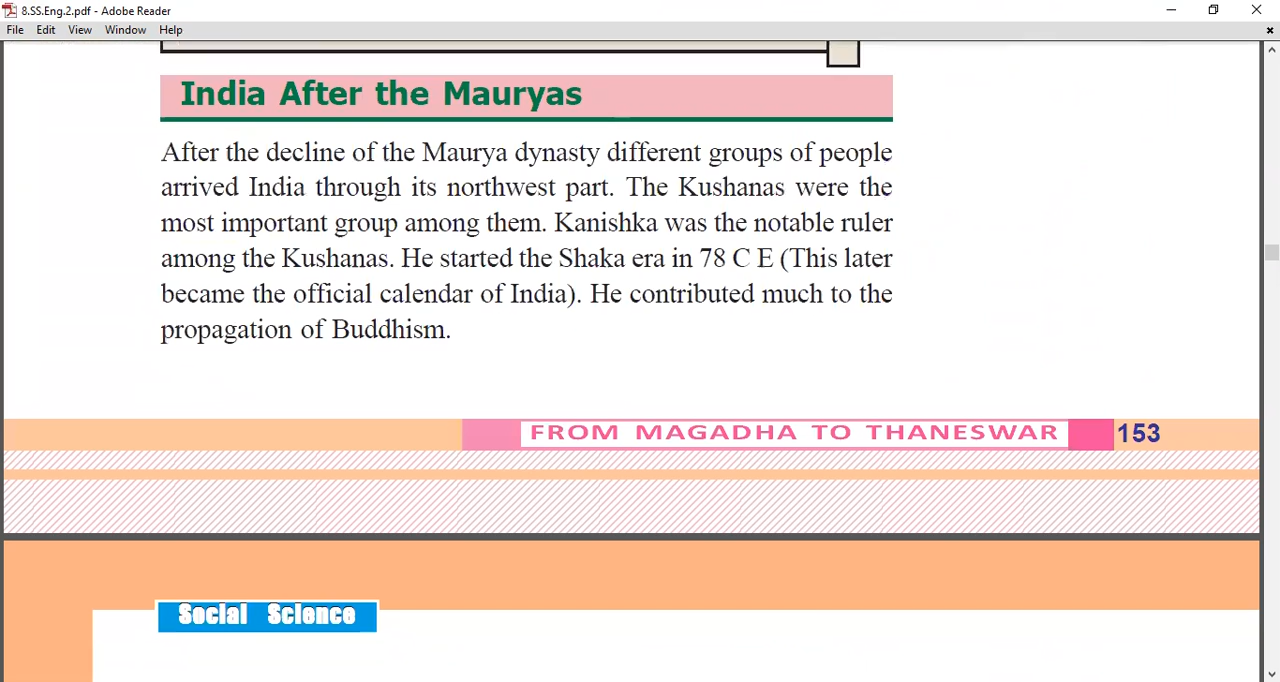 8.SS.Eng.2.pdf - Adobe Reader
File Edit View Window Help
India After the Mauryas
After the decline of the Maurya dynasty different groups of people
arrived India through its northwest part. The Kushanas were the
most important group among them. Kanishka was the notable ruler
among the Kushanas. He started the Shaka era in 78 C E (This later
became the official calendar of India). He contributed much to the
propagation of Buddhism.
FROM MAGADHA TO THANESWAR 153
Social Science